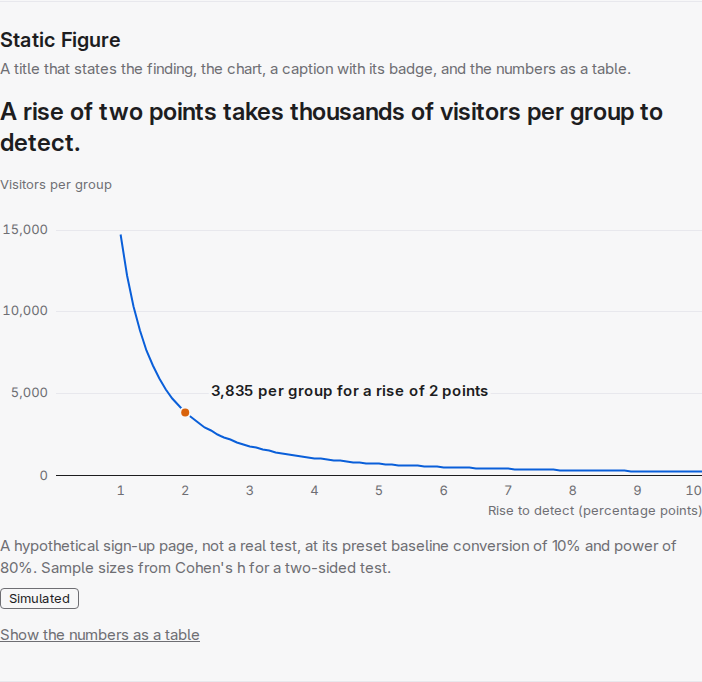 Static Figure
A title that states the finding, the chart, a caption with its badge, and the numbers as a table.
A rise of two points takes thousands of visitors per group to
detect.
Visitors per group
15,000
10,000
5,000
3,835 per group for a rise of 2 points
0
1 2 3 4 5 6 7 8 9 10
Rise to detect (percentage points)
A hypothetical sign-up page, not a real test, at its preset baseline conversion of 10% and power of
80%. Sample sizes from Cohen's h for a two-sided test.
Simulated
Show the numbers as a table